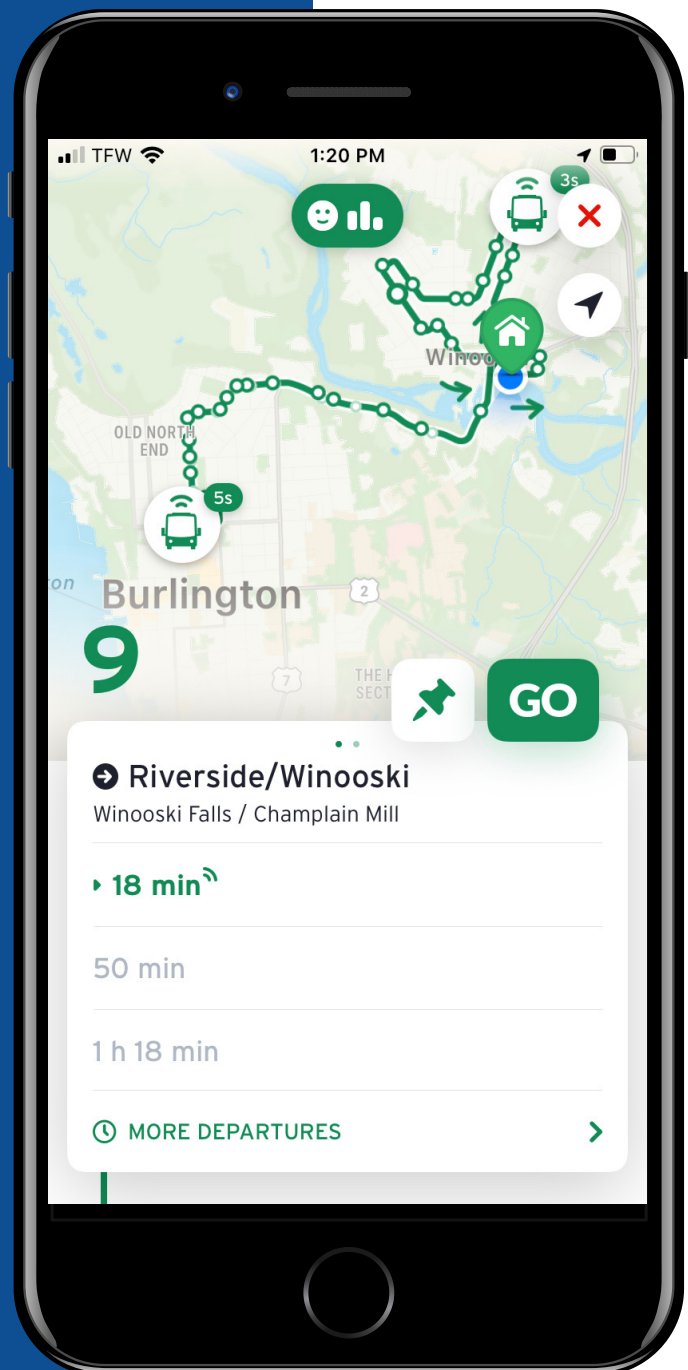 TFW
1:20 PM
3s
OLD NORTH
END
5s
Burlington
2
9
7
GO
Riverside/Winooski
Winooski Falls / Champlain Mill
18 min
50 min
1 h 18 min
MORE DEPARTURES